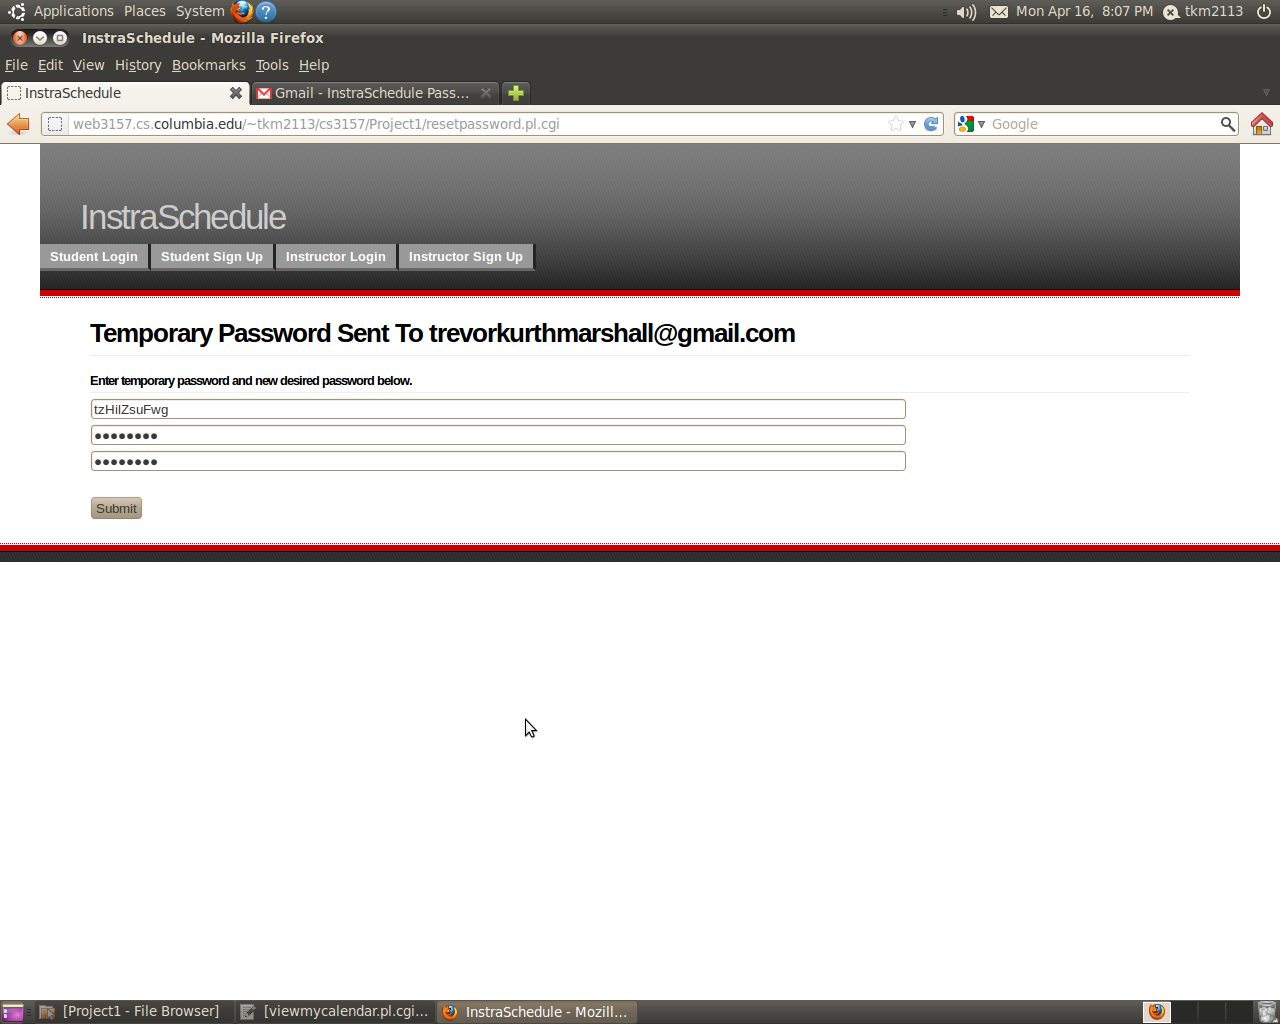 Applications Places System
Mon Apr 16, 8:07 PM tkm2113
InstraSchedule - Mozilla Firefox
File Edit View History Bookmarks Tools Help
InstraSchedule
Gmail - InstraSchedule Pass...
web3157.cs.columbia.edu/~tkm2113/cs3157/Project1/resetpassword.pl.cgi
Google
InstraSchedule
Student Login
Student Sign Up
Instructor Login
Instructor Sign Up
Temporary Password Sent To trevorkurthmarshall@gmail.com
Enter temporary password and new desired password below.
tzHilZsuFwg
●●●●●●●●
●●●●●●●●
Submit
[Project1 - File Browser]
[viewmycalendar.pl.cgi...
InstraSchedule - Mozill...